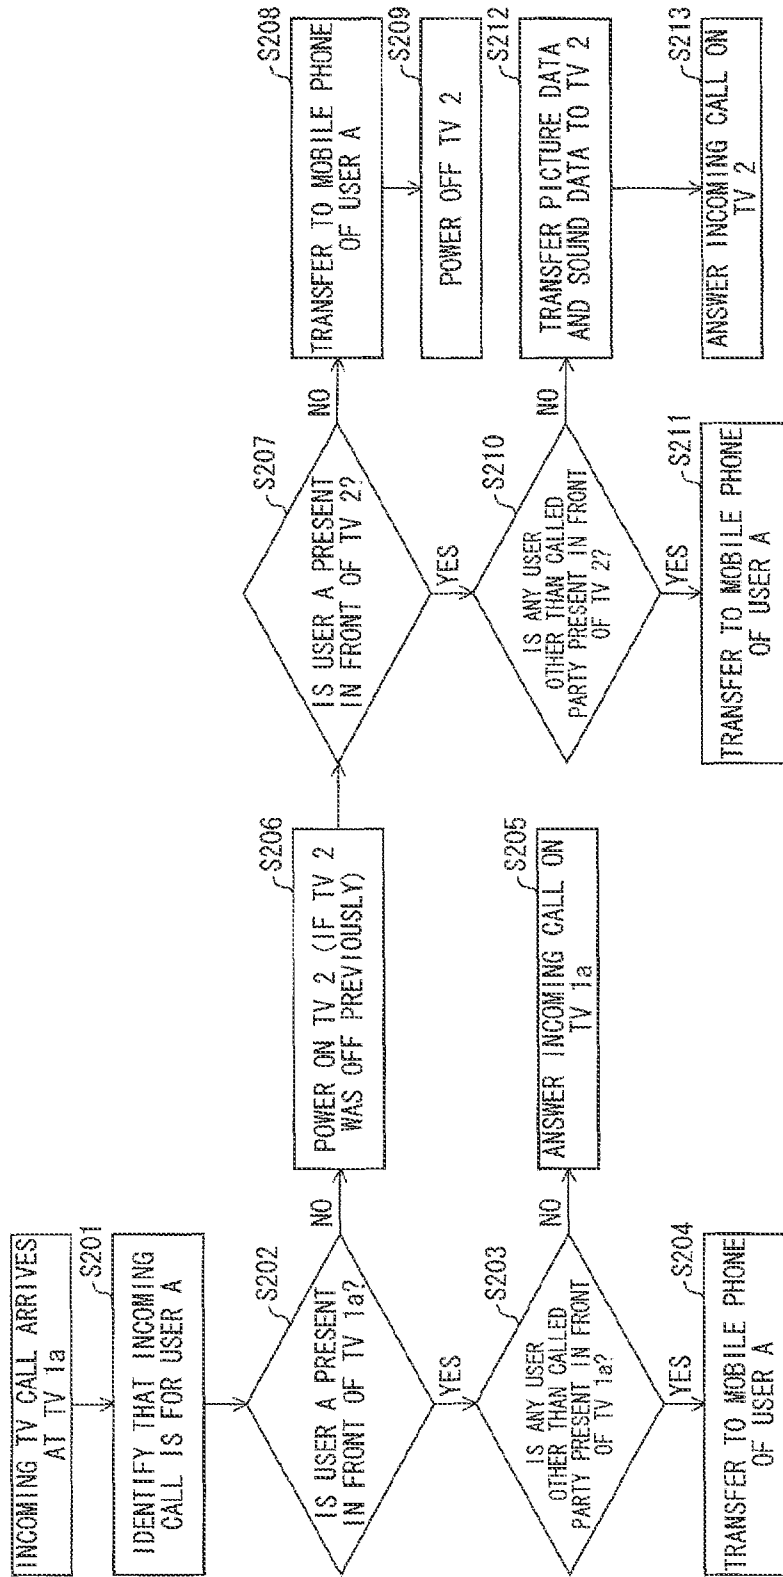 INCOMING TV CALL ARRIVES
AT TV 1a
S201
IDENTIFY THAT INCOMING
CALL IS FOR USER A
S202
IS USER A PRESENT
IN FRONT OF TV 1a?
NO
YES
S203
IS ANY USER
OTHER THAN CALLED
PARTY PRESENT IN FRONT
OF TV 1a?
NO
YES
S204
TRANSFER TO MOBILE PHONE
OF USER A
S205
ANSWER INCOMING CALL ON
TV 1a
S206
POWER ON TV 2 (IF TV 2
WAS OFF PREVIOUSLY)
S207
IS USER A PRESENT
IN FRONT OF TV 2?
NO
YES
S208
TRANSFER TO MOBILE PHONE
OF USER A
S209
POWER OFF TV 2
S210
IS ANY USER
OTHER THAN CALLED
PARTY PRESENT IN FRONT
OF TV 2?
NO
YES
S211
TRANSFER TO MOBILE PHONE
OF USER A
S212
TRANSFER PICTURE DATA
AND SOUND DATA TO TV 2
S213
ANSWER INCOMING CALL ON
TV 2